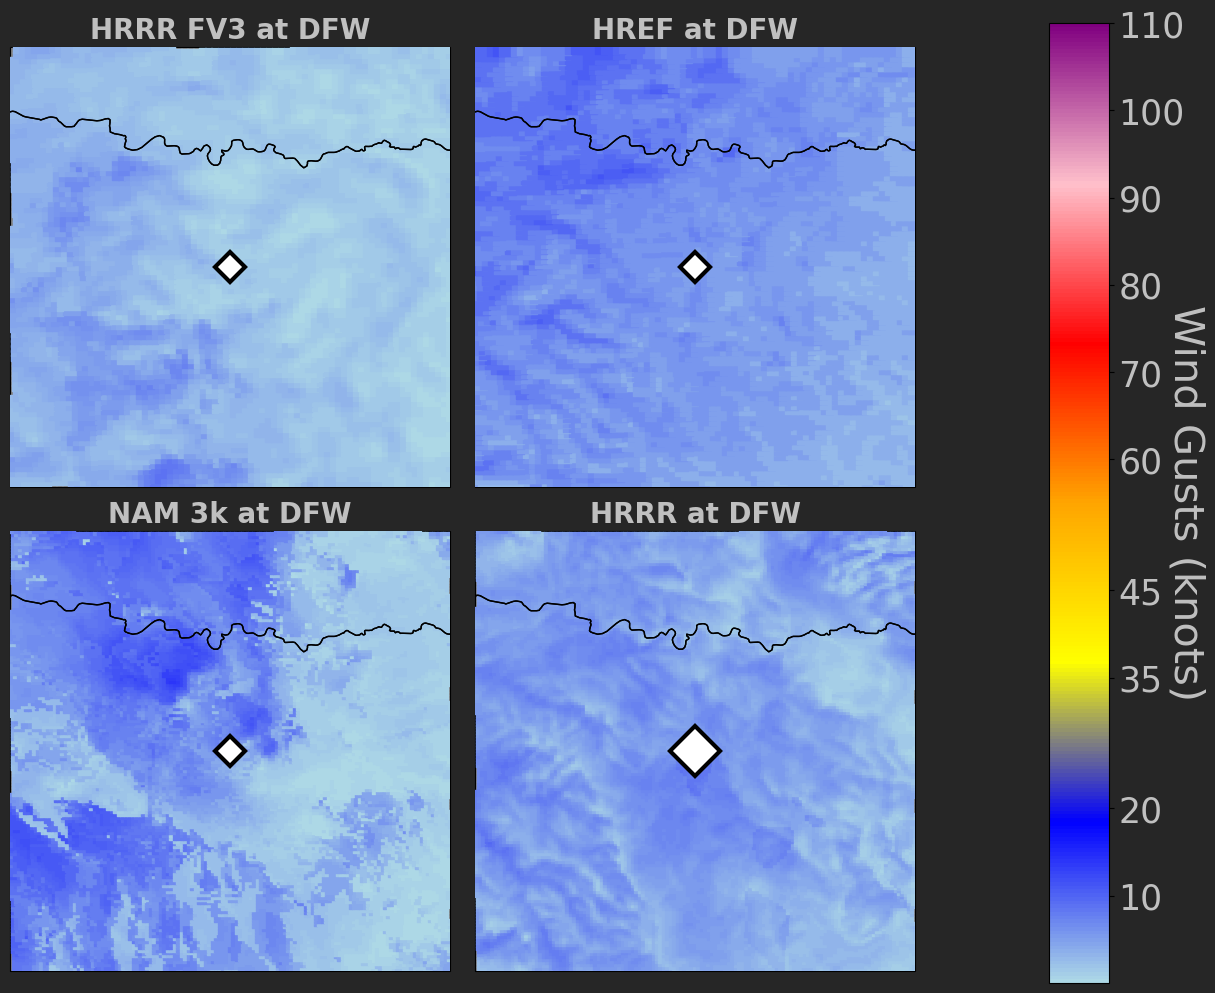 HRRR FV3 at DFW
HREF at DFW
NAM 3k at DFW
HRRR at DFW
110
100
90
80
70
60
45
35
20
10
Wind Gusts (knots)